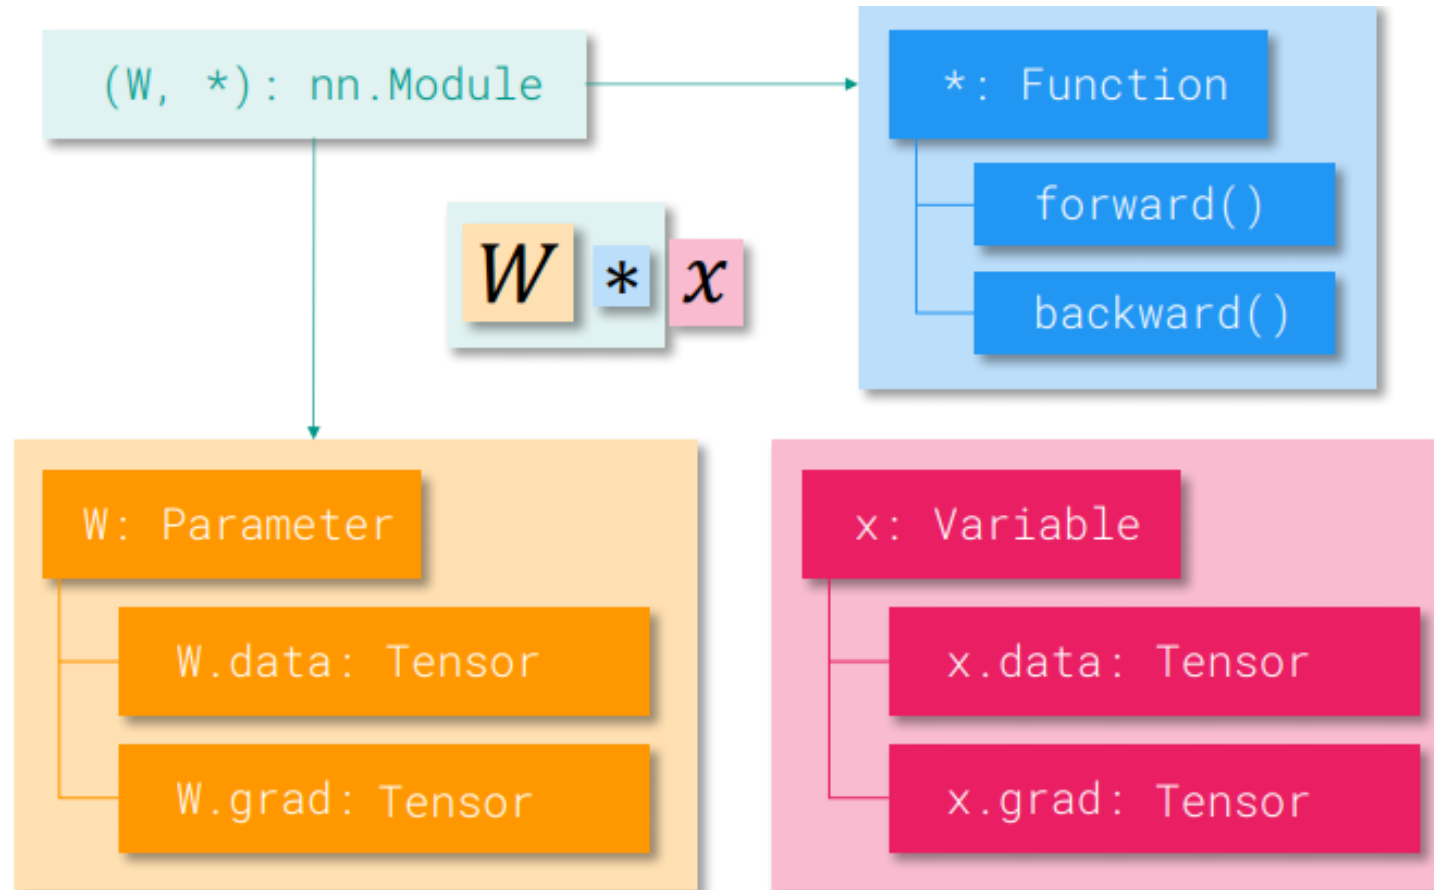 (W, *): nn.Module
*: Function
forward()
backward()
W * x
W: Parameter
W.data: Tensor
W.grad: Tensor
x: Variable
x.data: Tensor
x.grad: Tensor